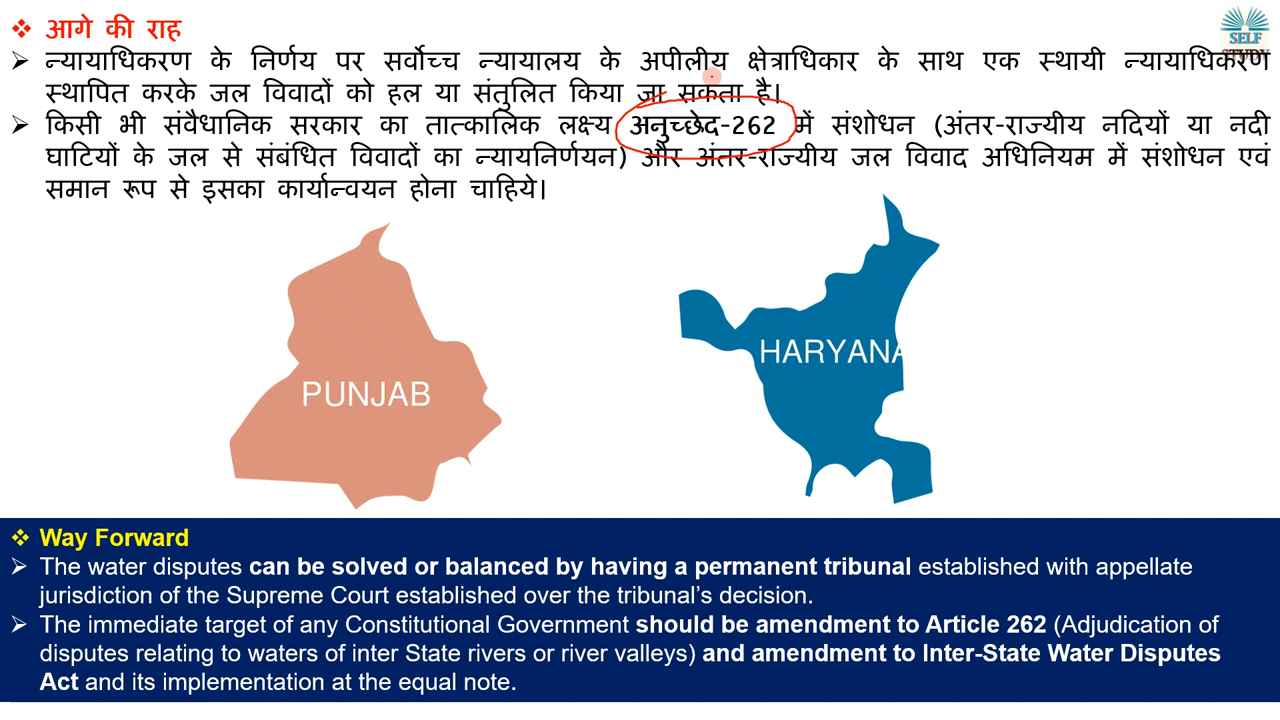 ❖ आगे की राह
SELF
STUDY
➢ न्यायाधिकरण के निर्णय पर सर्वोच्च न्यायालय के अपीलीय क्षेत्राधिकार के साथ एक स्थायी न्यायाधिकरण
स्थापित करके जल विवादों को हल या संतुलित किया जा सकता है।
➢ किसी भी संवैधानिक सरकार का तात्कालिक लक्ष्य अनुच्छेद-262 में संशोधन (अंतर-राज्यीय नदियों या नदी
घाटियों के जल से संबंधित विवादों का न्यायनिर्णयन) और अंतर-राज्यीय जल विवाद अधिनियम में संशोधन एवं
समान रूप से इसका कार्यान्वयन होना चाहिये।
PUNJAB
HARYANA
❖ Way Forward
➢ The water disputes can be solved or balanced by having a permanent tribunal established with appellate
jurisdiction of the Supreme Court established over the tribunal’s decision.
➢ The immediate target of any Constitutional Government should be amendment to Article 262 (Adjudication of
disputes relating to waters of inter State rivers or river valleys) and amendment to Inter-State Water Disputes
Act and its implementation at the equal note.